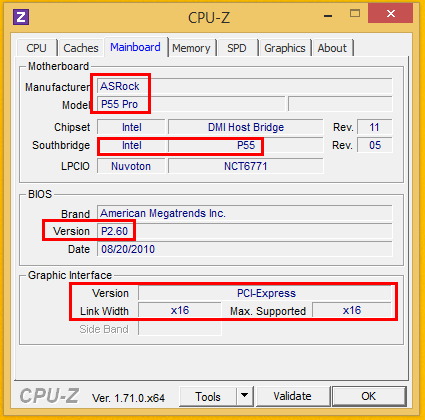 Z CPU-Z
CPU Caches Mainboard Memory SPD Graphics About
Motherboard
Manufacturer ASRock
Model P55 Pro
Chipset Intel DMI Host Bridge Rev. 11
Southbridge Intel P55 Rev. 05
LPCIO Nuvoton NCT6771
BIOS
Brand American Megatrends Inc.
Version P2.60
Date 08/20/2010
Graphic Interface
Version PCI-Express
Link Width x16 Max. Supported x16
Side Band
CPU-Z Ver. 1.71.0.x64 Tools Validate OK